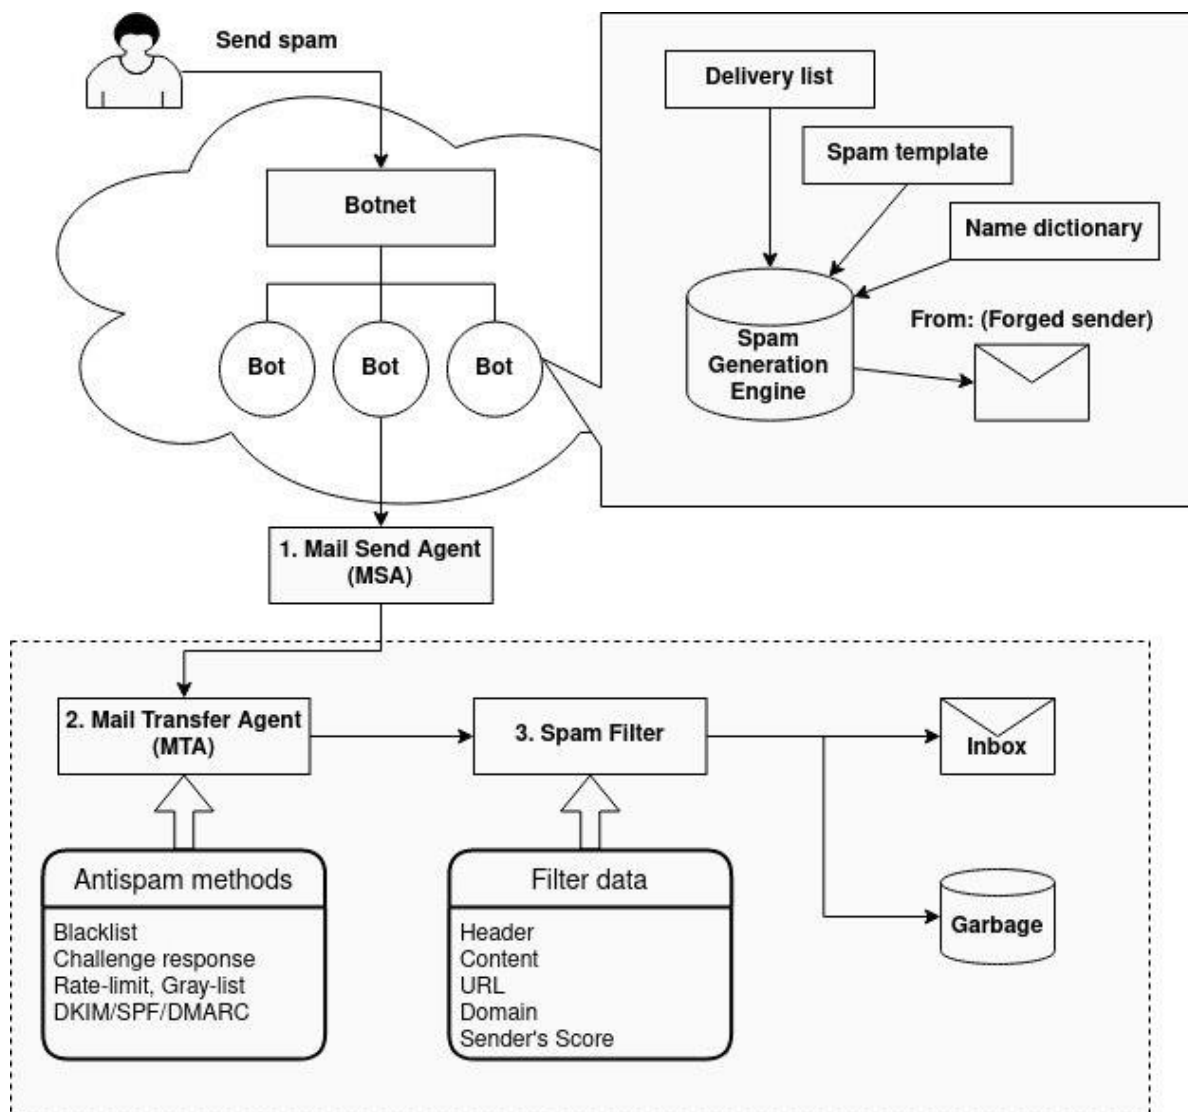 Send spam
Delivery list
Spam template
Name dictionary
Botnet
From: (Forged sender)
Spam
Generation
Engine
Bot
Bot
Bot
1. Mail Send Agent
(MSA)
2. Mail Transfer Agent
(MTA)
3. Spam Filter
Inbox
Antispam methods
Blacklist
Challenge response
Rate-limit, Gray-list
DKIM/SPF/DMARC
Filter data
Header
Content
URL
Domain
Sender's Score
Garbage